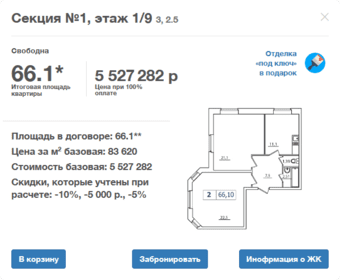 Секция №1, этаж 1/9 3, 2.5
Свободна
66.1*
Итоговая площадь
квартиры
5 527 282 р
Цена при 100%
оплате
Отделка
«под ключ»
в подарок
Площадь в договоре: 66.1**
Цена за м² базовая: 83 620
Стоимость базовая: 5 527 282
Скидки, которые учтены при
расчете: -10%, -5 000 р., -5%
2 66,10
В корзину
Забронировать
Инофрмация о ЖК